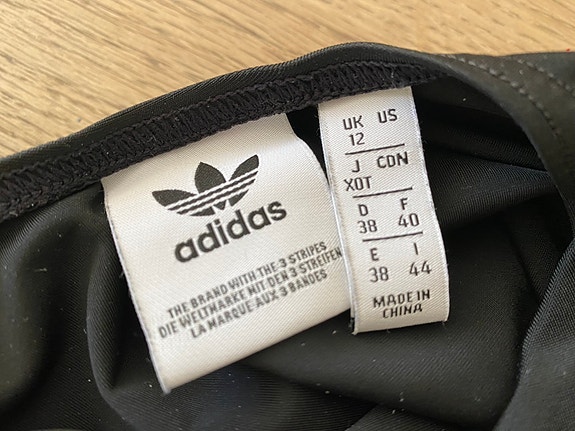 adidas
THE BRAND WITH THE 3 STRIPES
DIE WELTMARKE MIT DEN 3 STREIFEN
LA MARQUE AUX 3 BANDES
UK US
12
J CDN
XOT
D F
38 40
E I
38 44
MADE IN
CHINA